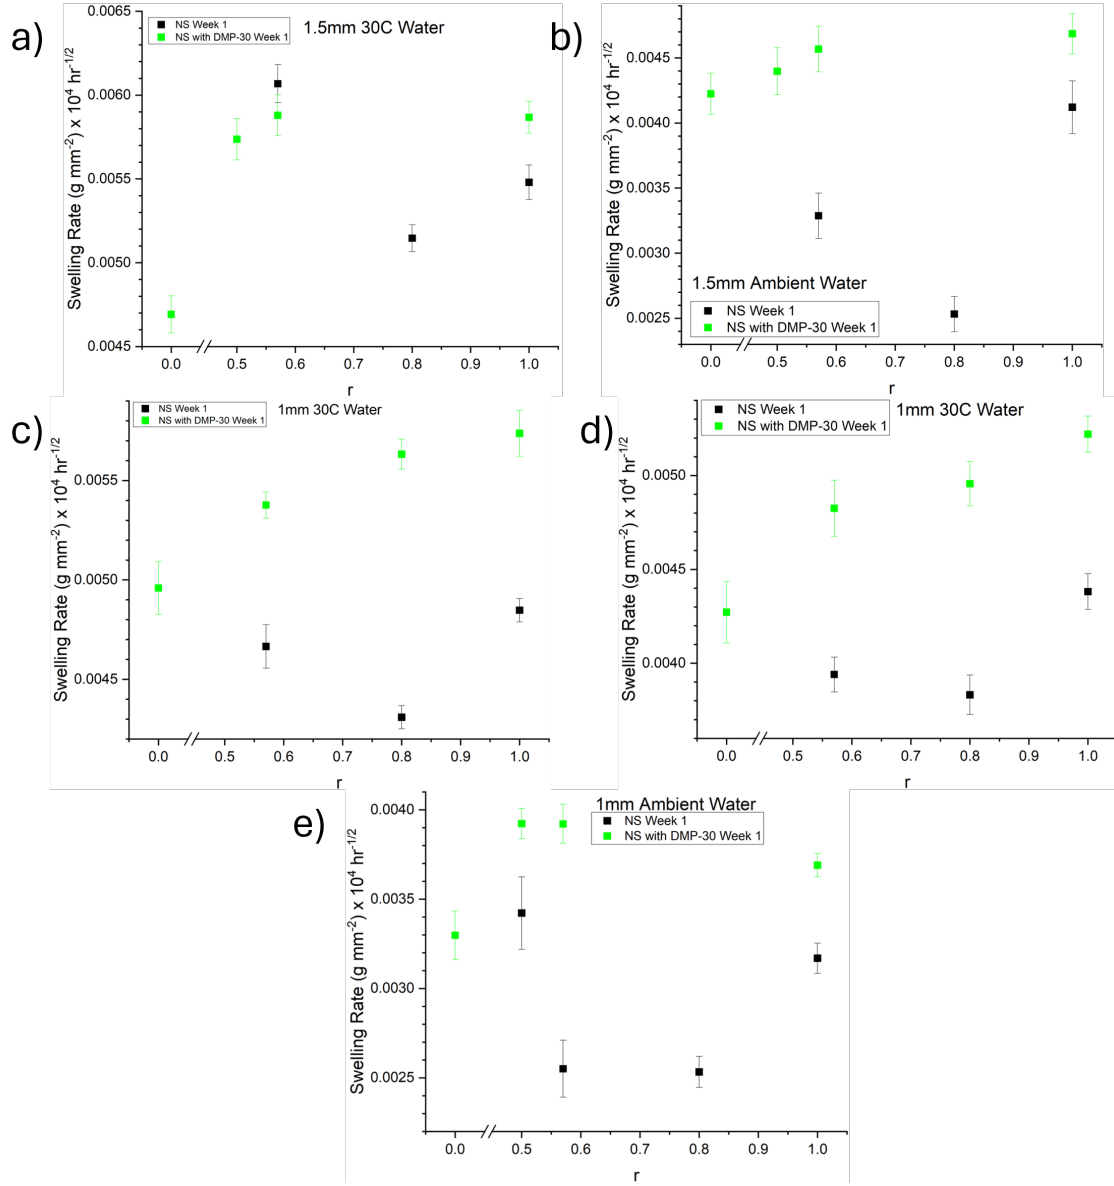 a)
NS Week 1
NS with DMP-30 Week 1
1.5mm 30C Water
Swelling Rate (g mm-2) x 10^4 hr-1/2
0.0065
0.0060
0.0055
0.0050
0.0045
0.0 0.5 0.6 0.7 0.8 0.9 1.0
r
b)
1.5mm Ambient Water
NS Week 1
NS with DMP-30 Week 1
Swelling Rate (g mm-2) x 10^4 hr-1/2
0.0045
0.0040
0.0035
0.0030
0.0025
0.0 0.5 0.6 0.7 0.8 0.9 1.0
r
c)
NS Week 1
NS with DMP-30 Week 1
1mm 30C Water
Swelling Rate (g mm-2) x 10^4 hr-1/2
0.0055
0.0050
0.0045
0.0 0.5 0.6 0.7 0.8 0.9 1.0
r
d)
NS Week 1
NS with DMP-30 Week 1
1mm 30C Water
Swelling Rate (g mm-2) x 10^4 hr-1/2
0.0050
0.0045
0.0040
0.0 0.5 0.6 0.7 0.8 0.9 1.0
r
e)
1mm Ambient Water
NS Week 1
NS with DMP-30 Week 1
Swelling Rate (g mm-2) x 10^4 hr-1/2
0.0040
0.0035
0.0030
0.0025
0.0 0.5 0.6 0.7 0.8 0.9 1.0
r